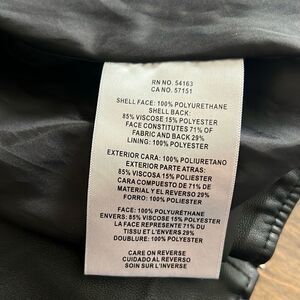 RN NO. 54163
CA NO. 57151
SHELL FACE: 100% POLYURETHANE
SHELL BACK:
85% VISCOSE 15% POLYESTER
FACE CONSTITUTES 71% OF
FABRIC AND BACK 29%
LINING: 100% POLYESTER
EXTERIOR CARA: 100% POLIURETANO
EXTERIOR PARTE ATRAS:
85% VISCOSA 15% POLYESTER
CARA COMPUESTO DE 71% DE
MATERIAL Y EL REVERSO 29%
FORRO: 100% POLIESTER
FACE: 100% POLYURÉTHANE
ENVERS: 85% VISCOSE 15% POLYESTER
LA FACE REPRESENTE 71% DU
TISSU ET L'ENVERS 29%
DOUBLURE: 100% POLYESTER
CARE ON REVERSE
CUIDADO AL REVERSO
SOIN SUR L'INVERSE